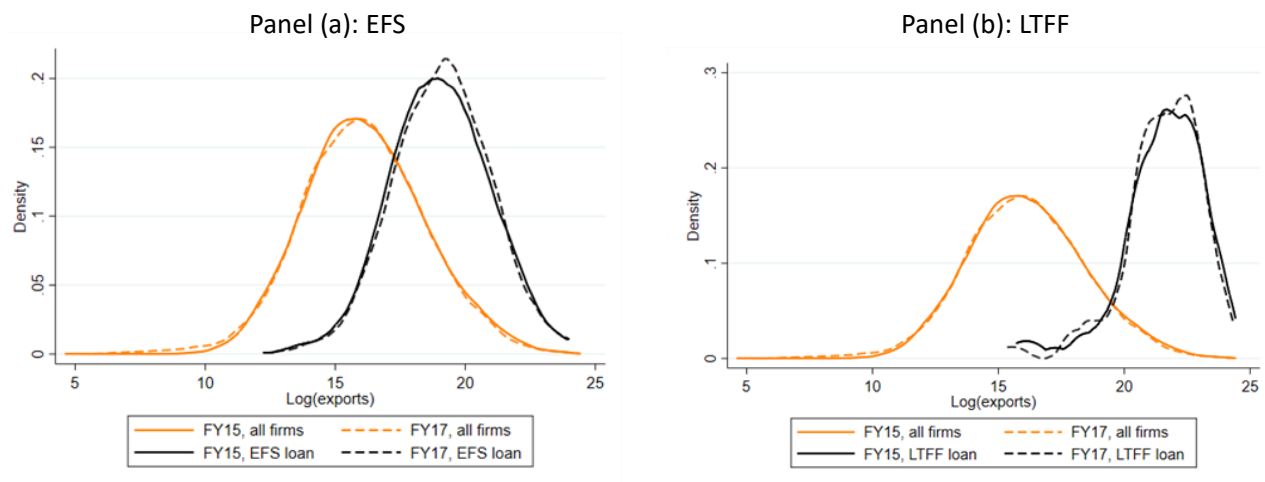 Panel (a): EFS
Density
0
.05
.1
.15
.2
5 10 15 20 25
Log(exports)
FY15, all firms FY17, all firms
FY15, EFS loan FY17, EFS loan
Panel (b): LTFF
Density
0
.1
.2
.3
5 10 15 20 25
Log(exports)
FY15, all firms FY17, all firms
FY15, LTFF loan FY17, LTFF loan